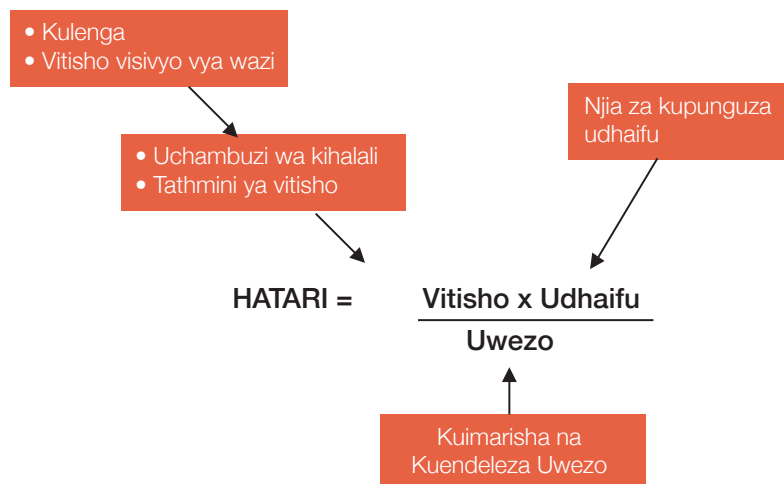 • Kulenga
• Vitisho visivyo vya wazi
Njia za kupunguza
udhaifu
• Uchambuzi wa kihalali
• Tathmini ya vitisho
HATARI = Vitisho x Udhaifu
Uwezo
Kuimarisha na
Kuendeleza Uwezo